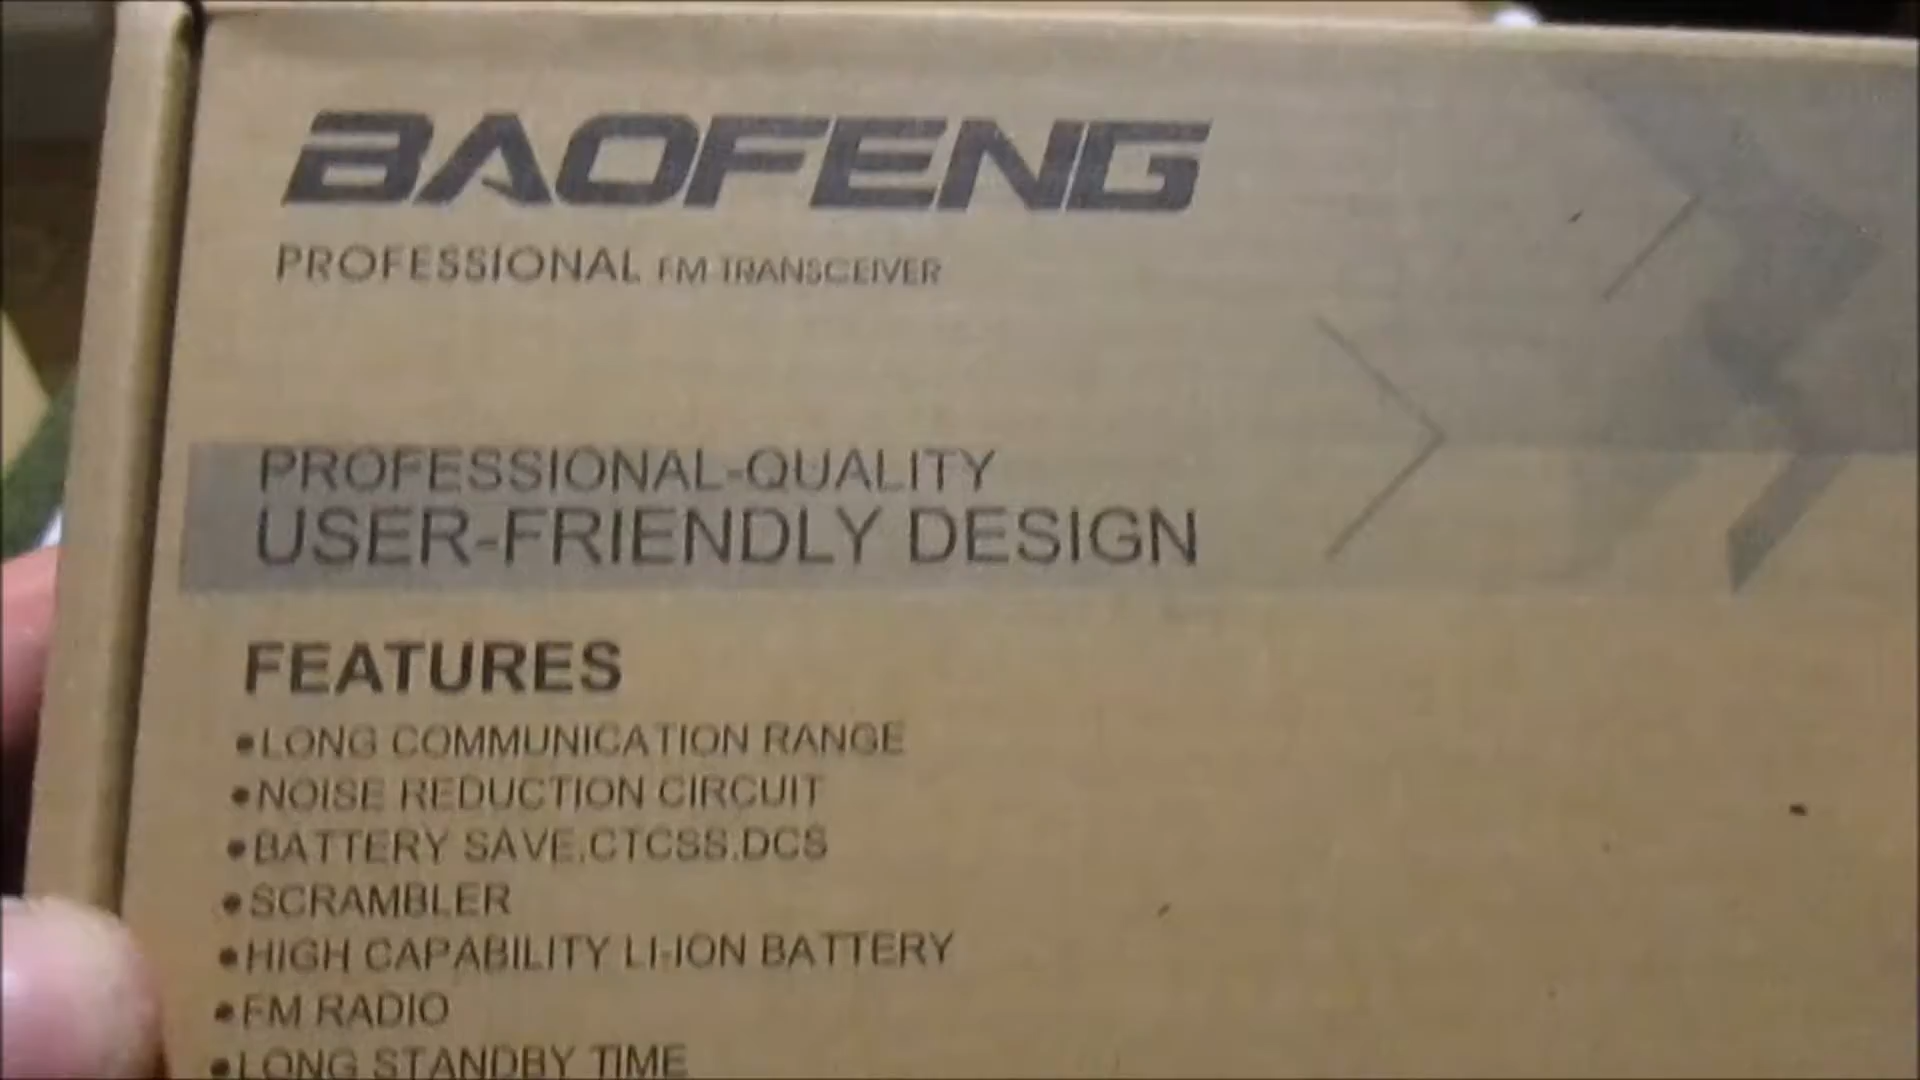 BAOFENG
PROFESSIONAL FM TRANSCEIVER
PROFESSIONAL-QUALITY
USER-FRIENDLY DESIGN
FEATURES
•LONG COMMUNICATION RANGE
•NOISE REDUCTION CIRCUIT
•BATTERY SAVE,CTCSS,DCS
•SCRAMBLER
•HIGH CAPABILITY LI-ION BATTERY
•FM RADIO
•LONG STANDBY TIME